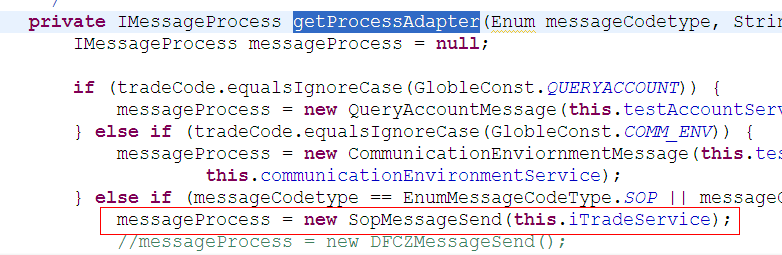 */
private IMessageProcess getProcessAdapter(Enum messageCodetype, Strin
IMessageProcess messageProcess = null;
if (tradeCode.equalsIgnoreCase(GlobleConst.QUERYACCOUNT)) {
messageProcess = new QueryAccountMessage(this.testAccountServ
} else if (tradeCode.equalsIgnoreCase(GlobleConst.COMM_ENV)) {
messageProcess = new CommunicationEnviornmentMessage(this.tes
this.communicationEnvironmentService);
} else if (messageCodetype == EnumMessageCodeType.SOP || messageC
messageProcess = new SopMessageSend(this.iTradeService);
//messageProcess = new DFCZMessageSend();